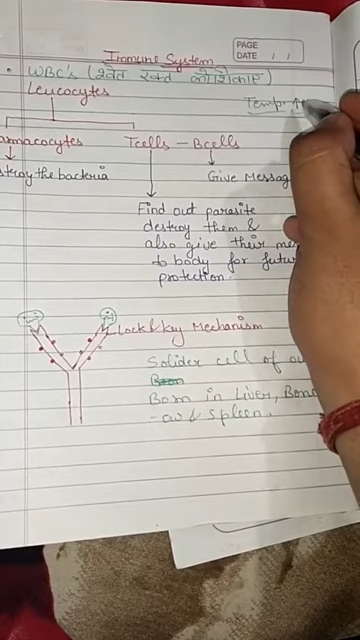 Immune System
PAGE
DATE / /
• WBC's (श्वेत रक्त कोशिकाएं)
Leucocytes
Temp. ↑
armacocytes
Tcells - Bcells
stroy the bacteria
Give Messag
Find out parasite
destroy them &
also give their me
to body for futur
protection.
Lock & key Mechanism
Solider cell of ou
Born in Liver, Bone
-ow & Spleen.